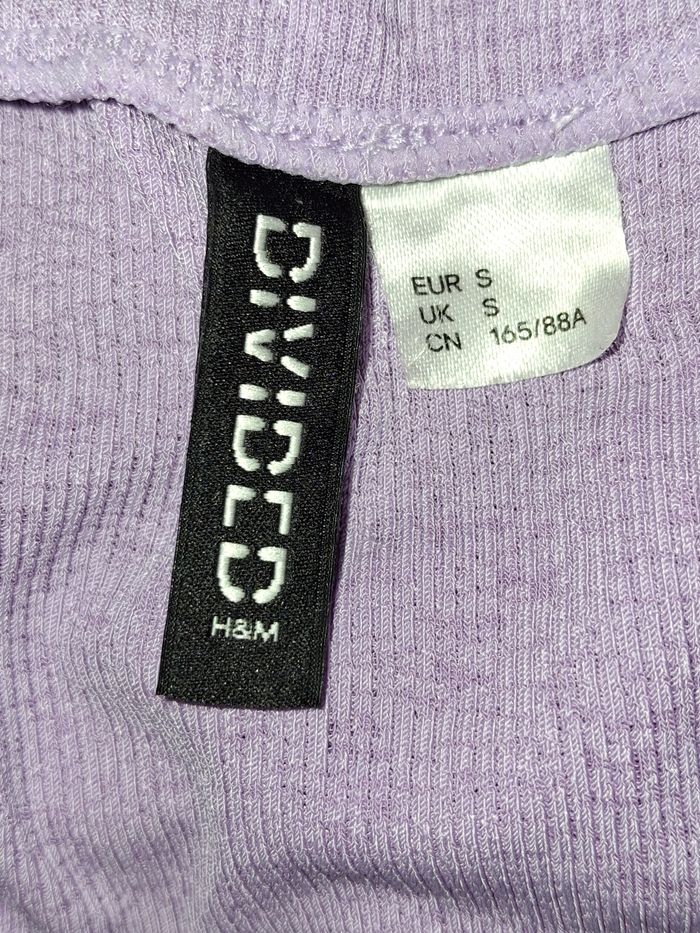 DIVIDED
H&M
EUR S
UK S
CN 165/88A